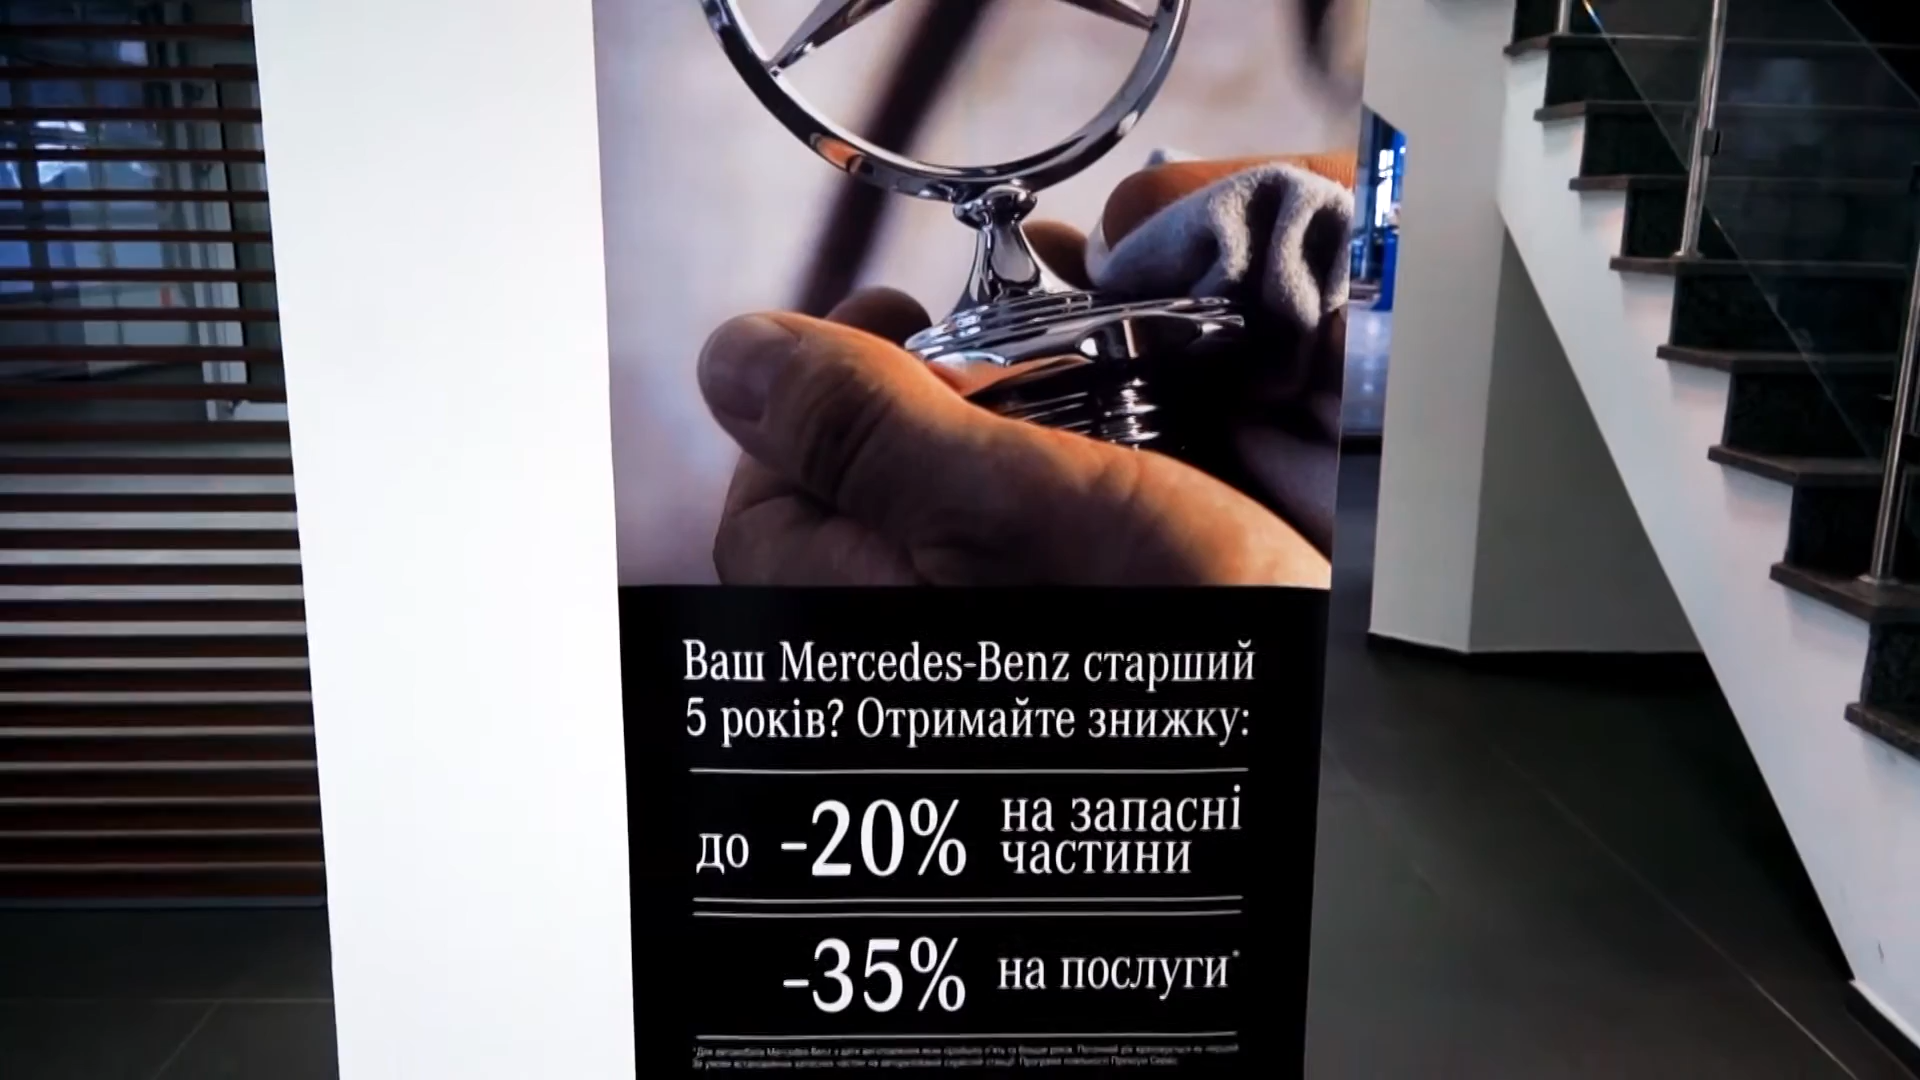 Ваш Mercedes-Benz старший
5 років? Отримайте знижку:
до -20% на запасні
частини
-35% на послуги*